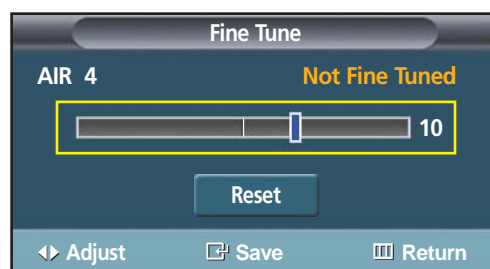 Fine Tune
AIR 4 Not Fine Tuned
10
Reset
Adjust Save Return